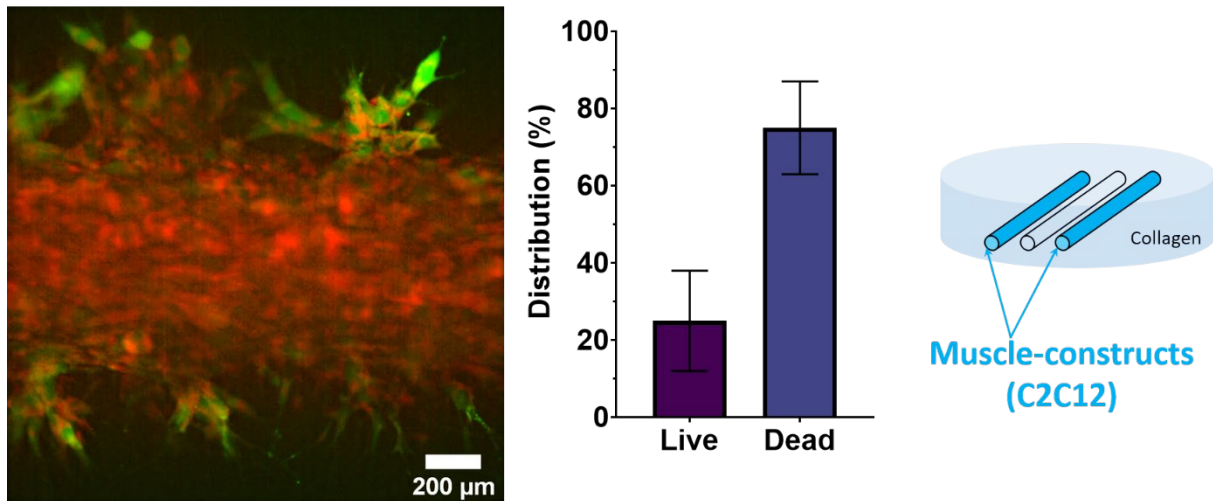 200 µm
Distribution (%)
100
80
60
40
20
0
Live Dead
Collagen
Muscle-constructs
(C2C12)